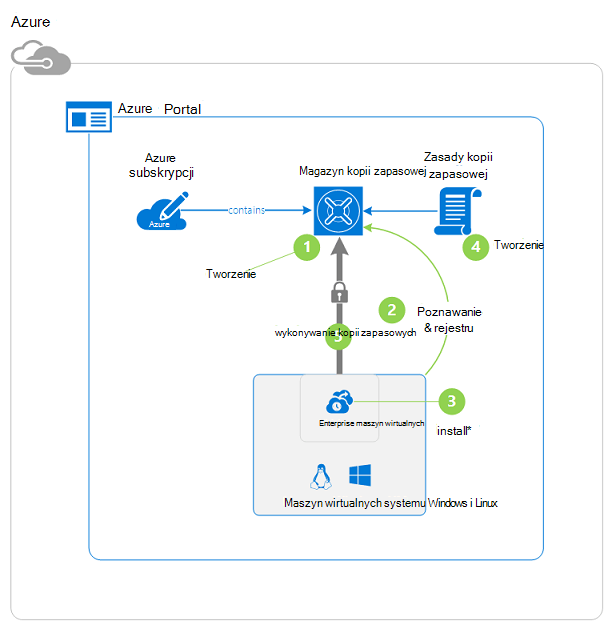 Azure
Azure Portal
Azure
subskrypcji
Magazyn kopii zapasowej
Zasady kopii
zapasowej
Azure
contains
1
4
Tworzenie
Tworzenie
2
Poznawanie
& rejestru
wykonywanie kopii zapasowych
5
3
Enterprise maszyn wirtualnych
install*
Maszyn wirtualnych systemu Windows i Linux